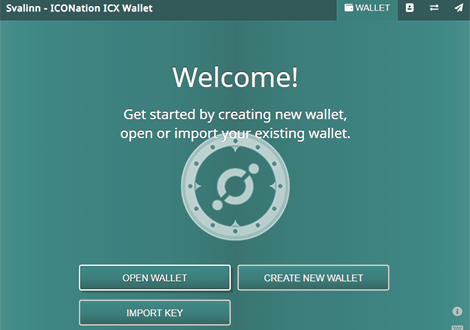 Svalinn - ICONation ICX Wallet
WALLET
Welcome!
Get started by creating new wallet,
open or import your existing wallet.
OPEN WALLET
CREATE NEW WALLET
IMPORT KEY